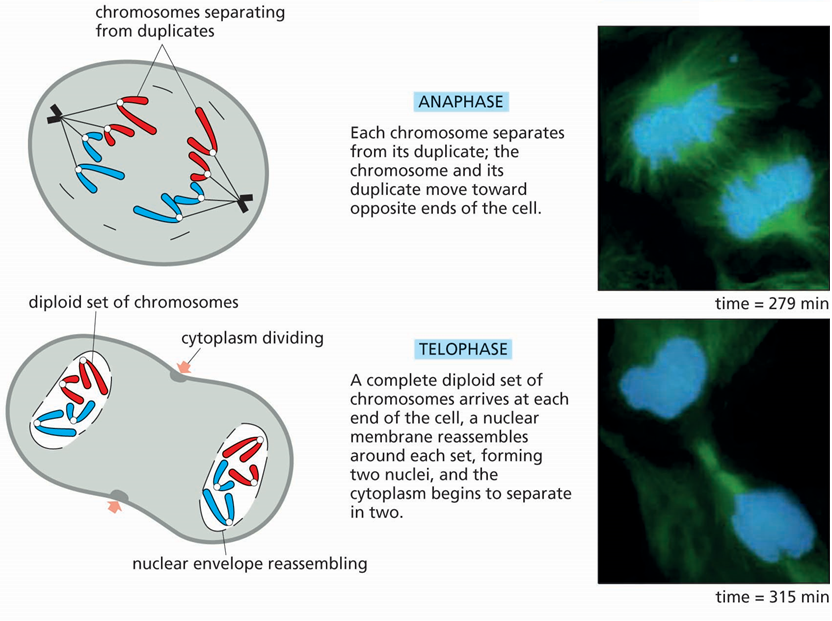 chromosomes separating
from duplicates
ANAPHASE
Each chromosome separates
from its duplicate; the
chromosome and its
duplicate move toward
opposite ends of the cell.
time = 279 min
diploid set of chromosomes
cytoplasm dividing
TELOPHASE
A complete diploid set of
chromosomes arrives at each
end of the cell, a nuclear
membrane reassembles
around each set, forming
two nuclei, and the
cytoplasm begins to separate
in two.
nuclear envelope reassembling
time = 315 min